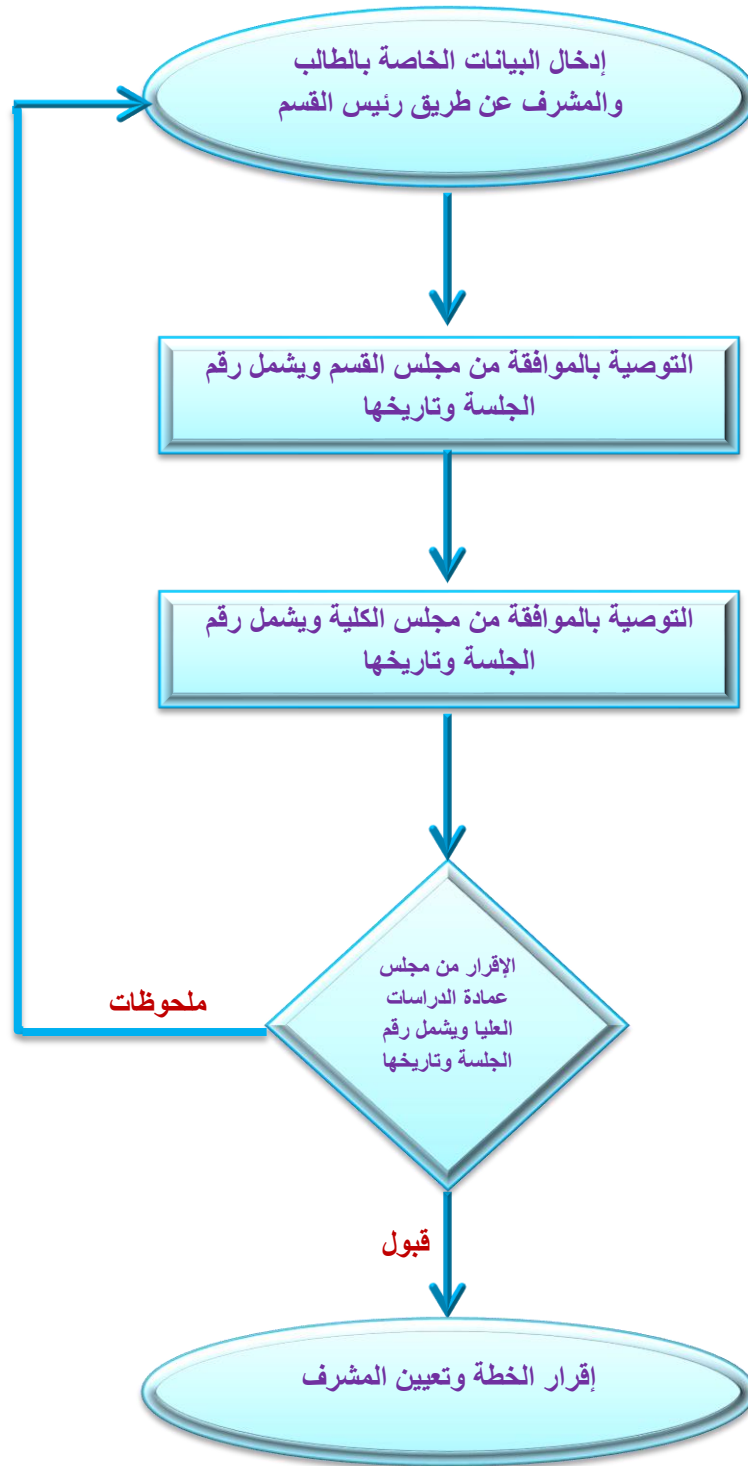 إدخال البيانات الخاصة بالطالب
والمشرف عن طريق رئيس القسم
التوصية بالموافقة من مجلس القسم ويشمل رقم
الجلسة وتاريخها
التوصية بالموافقة من مجلس الكلية ويشمل رقم
الجلسة وتاريخها
الإقرار من مجلس
عمادة الدراسات
العليا ويشمل رقم
الجلسة وتاريخها
ملحوظات
قبول
إقرار الخطة وتعيين المشرف